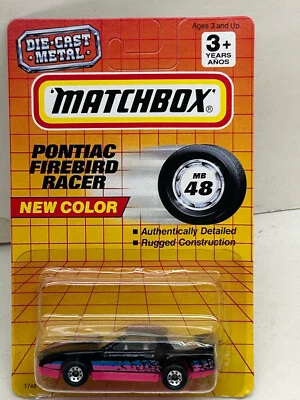 DIE-CAST
METAL
Ages 3 and Up
3+
YEARS
AÑOS
"MATCHBOX"®
PONTIAC
FIREBIRD
RACER
NEW COLOR
MB
48
■ Authentically Detailed
■ Rugged Construction